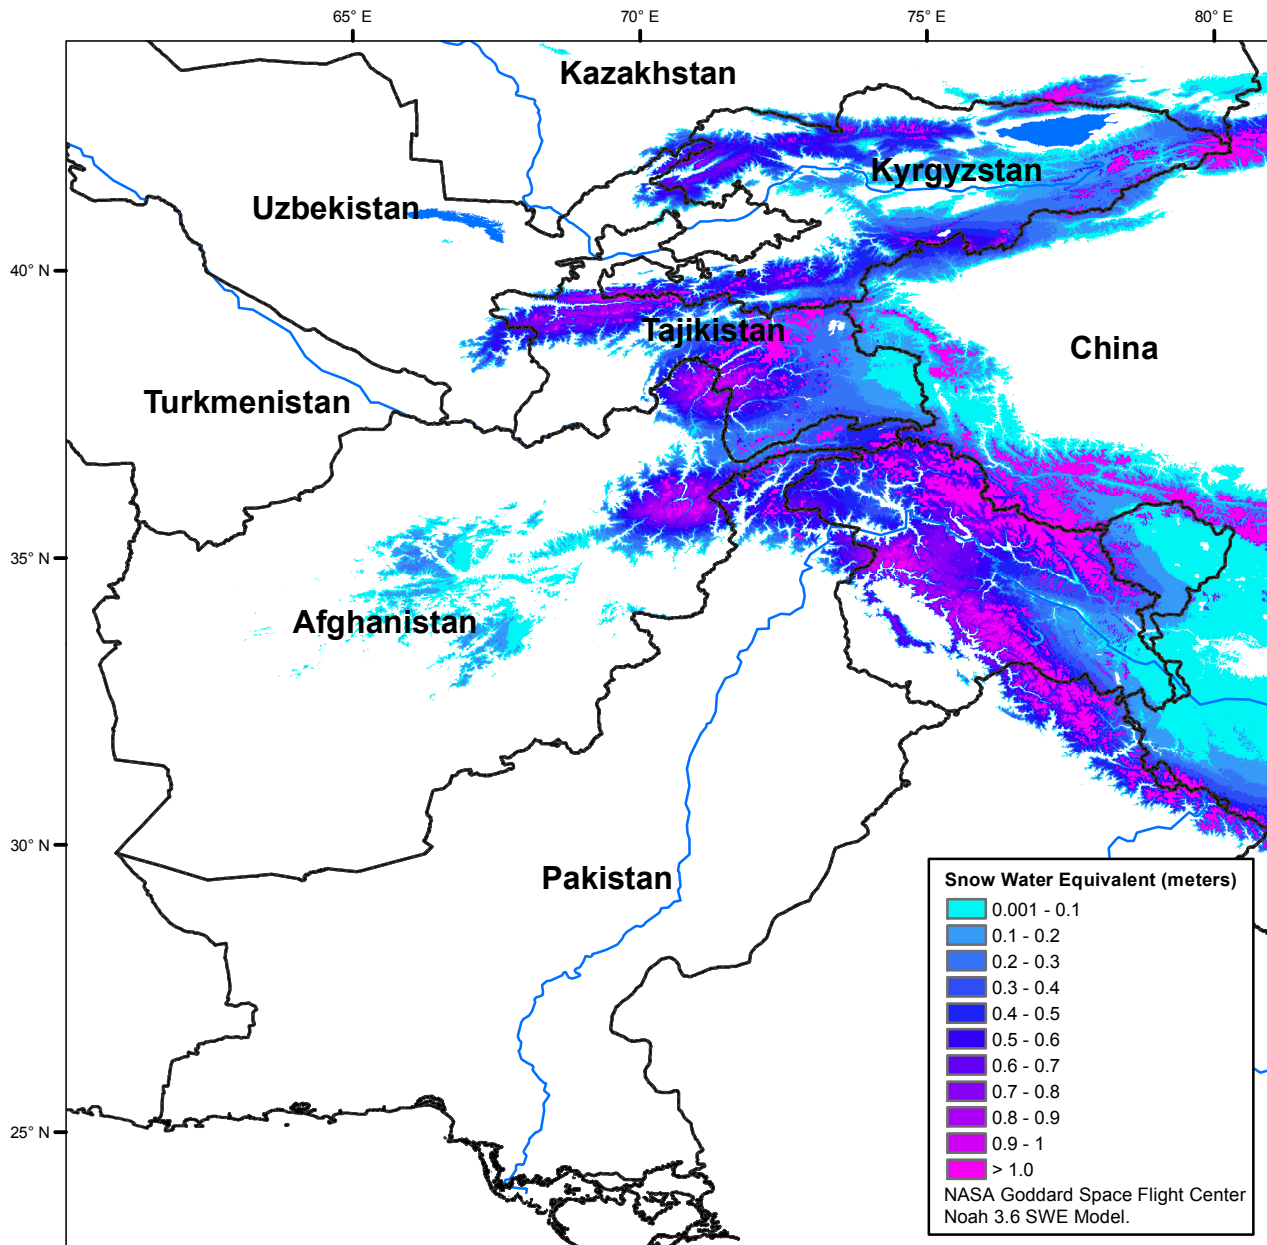 65° E
70° E
75° E
80° E
Kazakhstan
Kyrgyzstan
Uzbekistan
40° N
Tajikistan
China
Turkmenistan
35° N
Afghanistan
30° N
Pakistan
25° N
Snow Water Equivalent (meters)
0.001 - 0.1
0.1 - 0.2
0.2 - 0.3
0.3 - 0.4
0.4 - 0.5
0.5 - 0.6
0.6 - 0.7
0.7 - 0.8
0.8 - 0.9
0.9 - 1
> 1.0
NASA Goddard Space Flight Center
Noah 3.6 SWE Model.